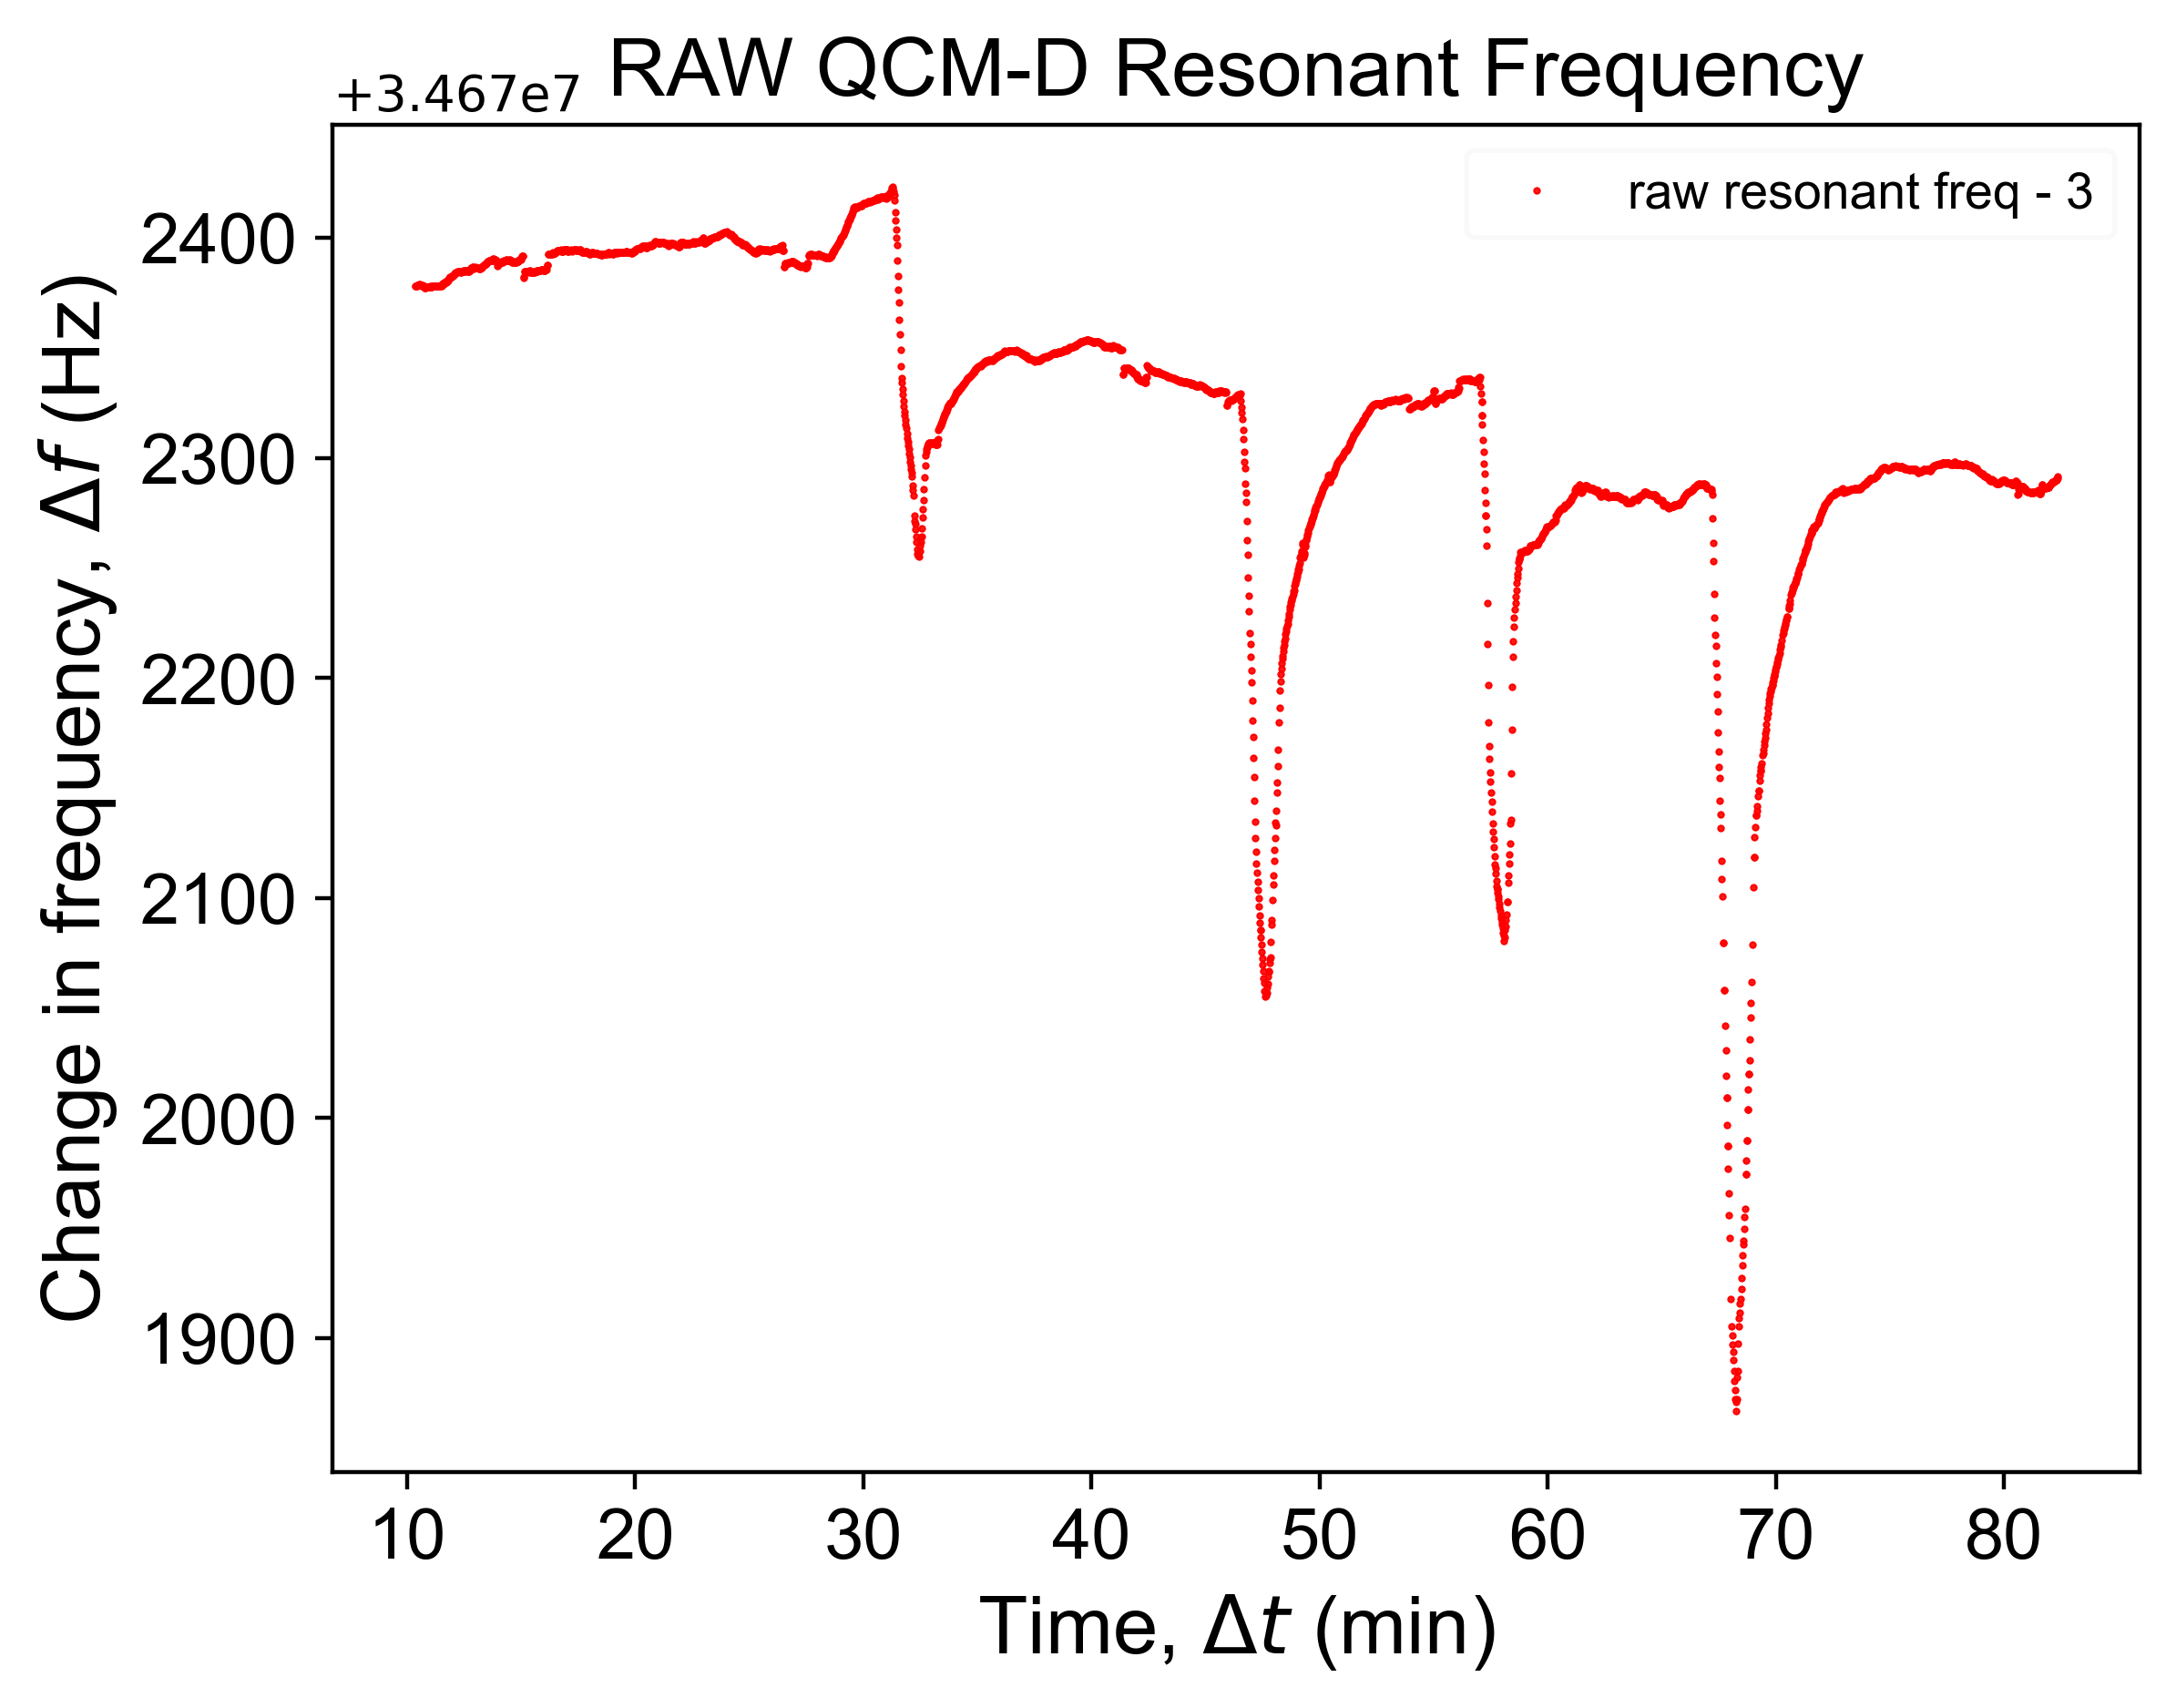 RAW QCM-D Resonant Frequency
+3.467e7
raw resonant freq - 3
Change in frequency, Δf (Hz)
2400
2300
2200
2100
2000
1900
10 20 30 40 50 60 70 80
Time, Δt (min)